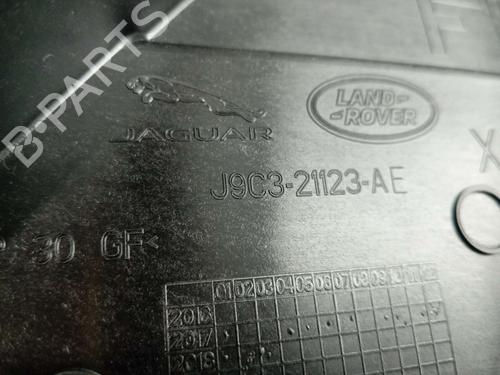 B-PARTS
JAGUAR
LAND-
ROVER
J9C3-21123-AE
30 GF<
01 02 03 04 05 06 07 08 09 10 11 12
2016
2017
2018